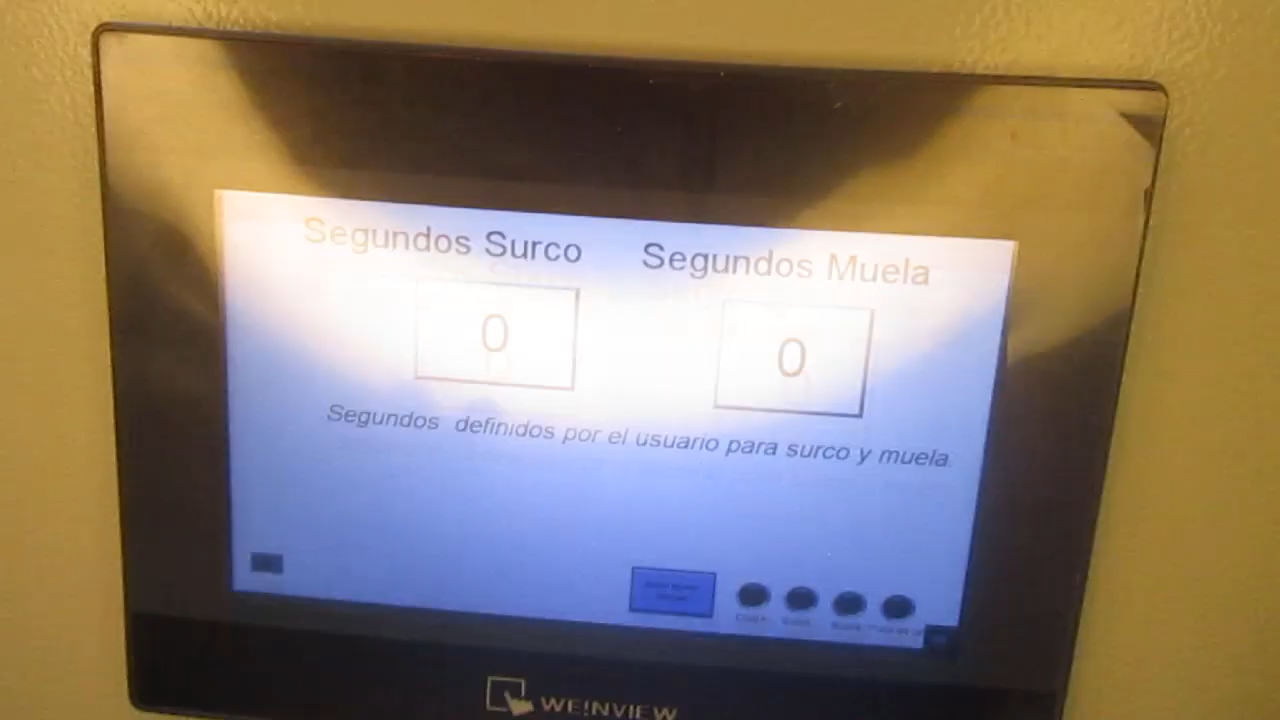 Segundos Surco
Segundos Muela
0
0
Segundos definidos por el usuario para surco y muela
WE!NVIEW